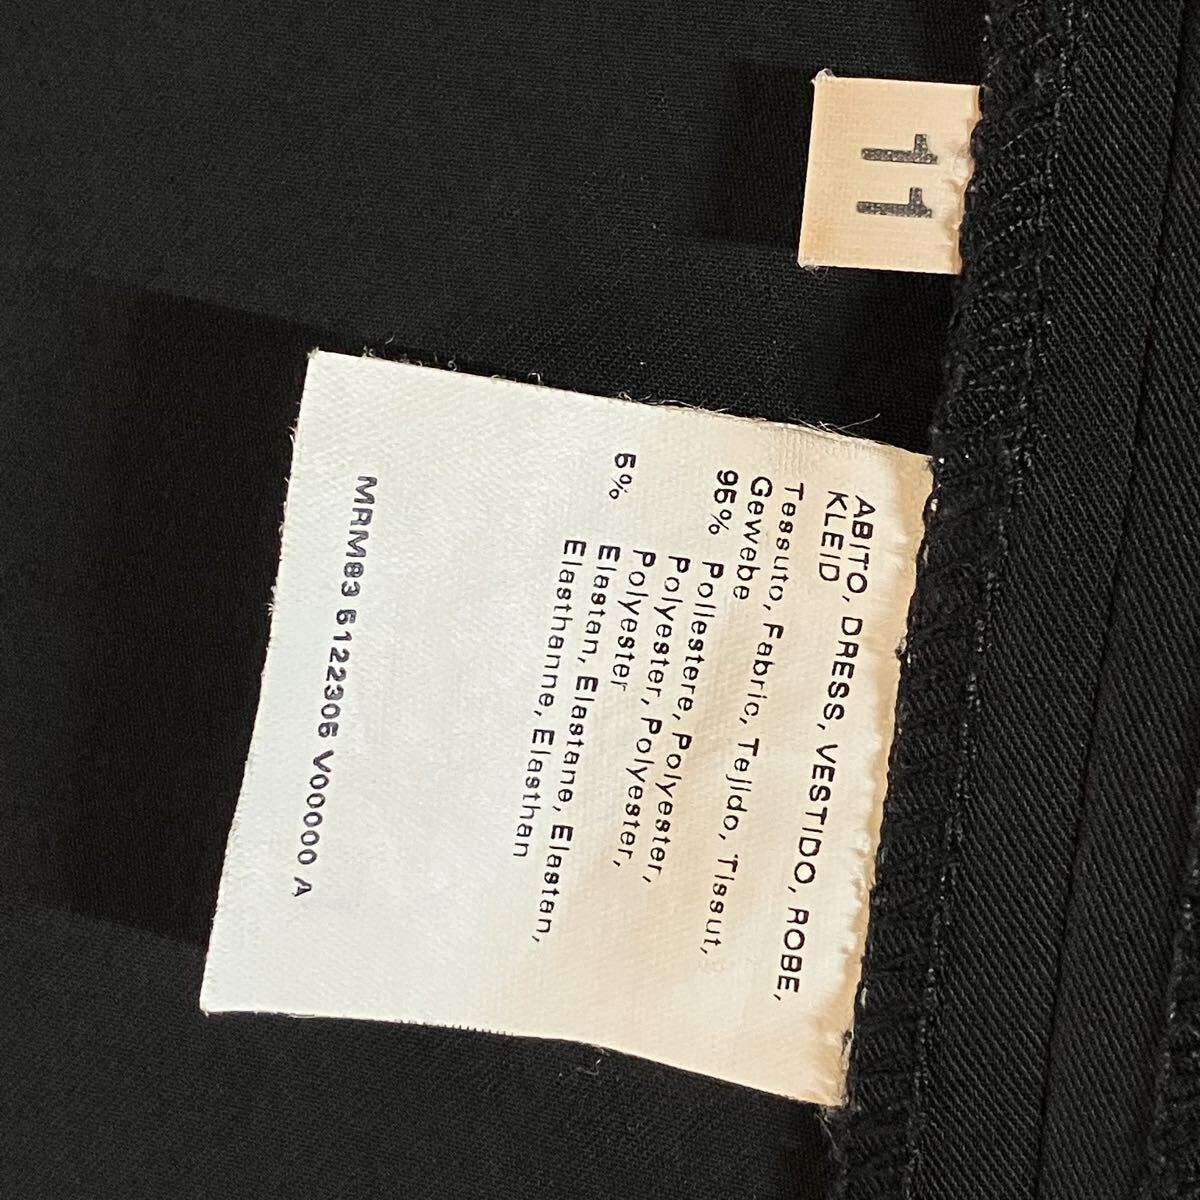 11
ABITO, DRESS, VESTIDO, ROBE,
KLEID
Tessuto, Fabric, Tejido, Tissut,
Gewebe
95% Poliestere, Polyester,
Polyester, Polyester,
Polyester
5% Elastan, Elastane, Elastan,
Elasthanne, Elasthan
MRM83 5122306 V00000 A